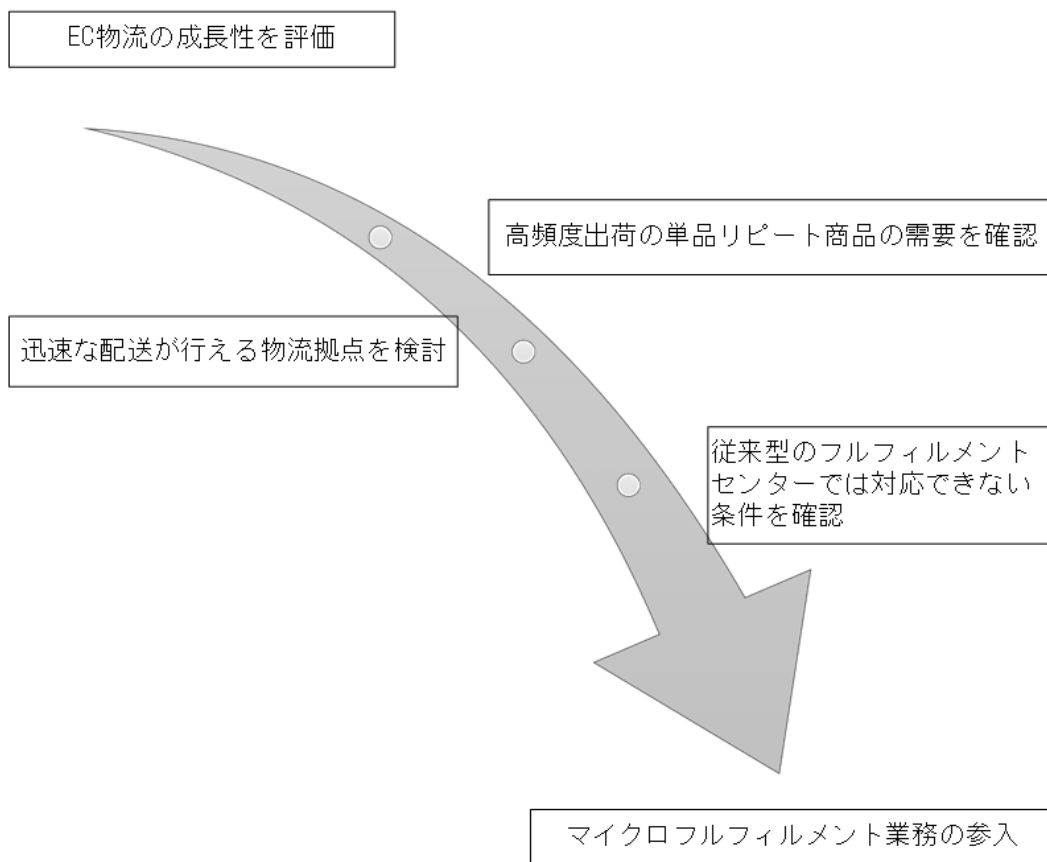 EC物流の成長性を評価
高頻度出荷の単品リピート商品の需要を確認
迅速な配送が行える物流拠点を検討
従来型のフルフィルメント
センターでは対応できない
条件を確認
マイクロフルフィルメント業務の参入